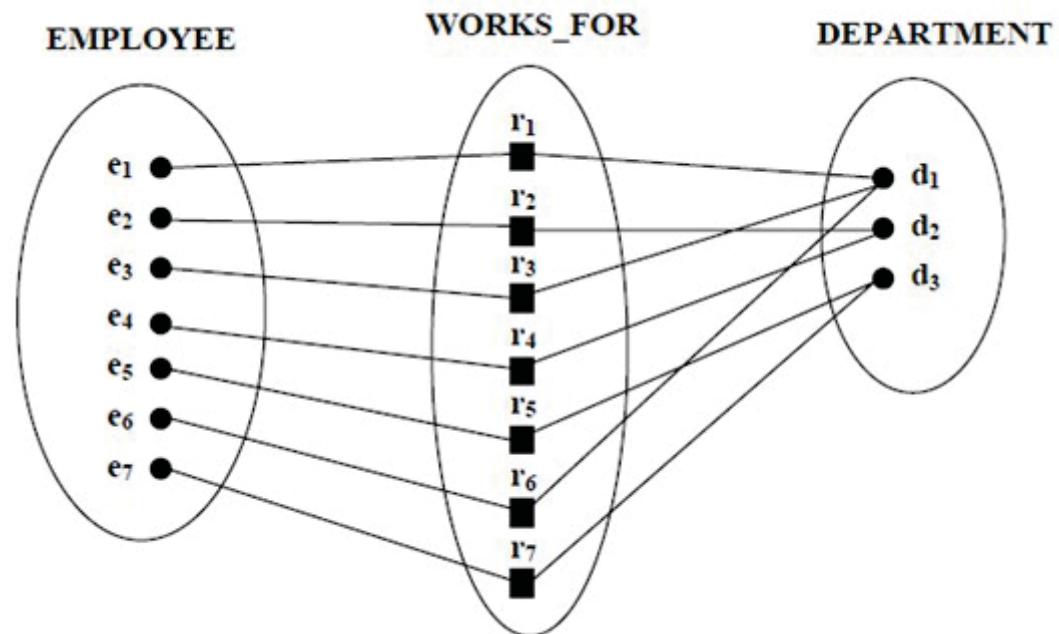 EMPLOYEE
WORKS_FOR
DEPARTMENT
e₁
e₂
e₃
e₄
e₅
e₆
e₇
r₁
r₂
r₃
r₄
r₅
r₆
r₇
d₁
d₂
d₃